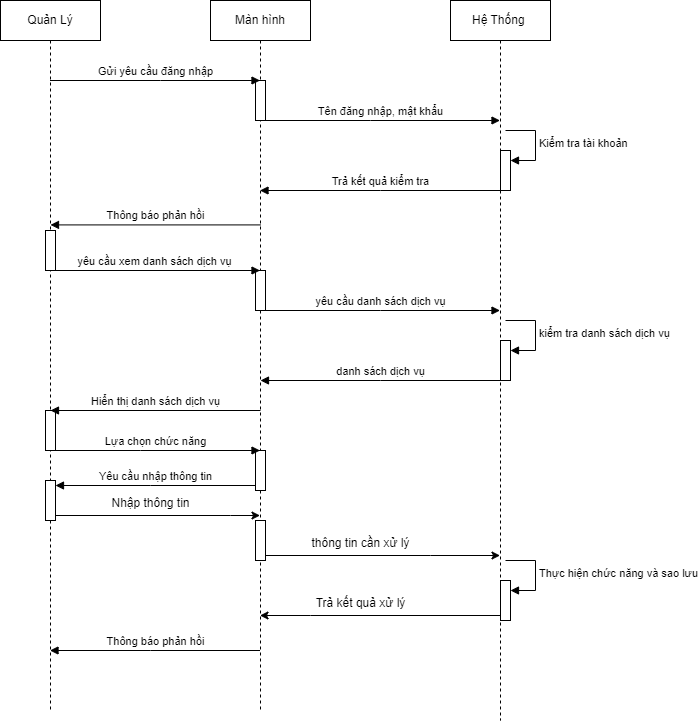 Quản Lý
Màn hình
Hệ Thống
Gửi yêu cầu đăng nhập
Tên đăng nhập, mật khẩu
Kiểm tra tài khoản
Trả kết quả kiểm tra
Thông báo phản hồi
yêu cầu xem danh sách dịch vụ
yêu cầu danh sách dịch vụ
kiểm tra danh sách dịch vụ
danh sách dịch vụ
Hiển thị danh sách dịch vụ
Lựa chọn chức năng
Yêu cầu nhập thông tin
Nhập thông tin
thông tin cần xử lý
Thực hiện chức năng và sao lưu
Trả kết quả xử lý
Thông báo phản hồi